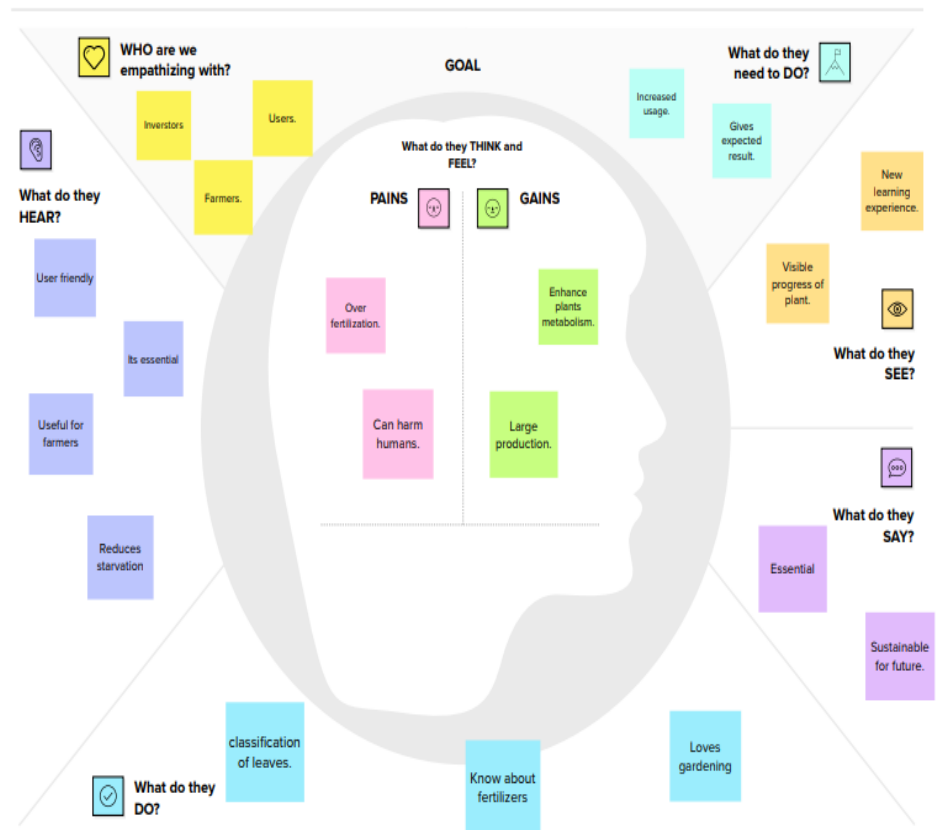 WHO are we
empathizing with?
Inverstors
Users.
Farmers.
GOAL
What do they
need to DO?
Increased
usage.
Gives
expected
result.
What do they
HEAR?
User friendly
Its essential
Useful for
farmers
Reduces
starvation
What do they THINK and
FEEL?
PAINS
GAINS
Over
fertilization.
Can harm
humans.
Enhance
plants
metabolism.
Large
production.
New
learning
experience.
Visible
progress of
plant.
What do they
SEE?
What do they
SAY?
Essential
Sustainable
for future.
What do they
DO?
classification
of leaves.
Know about
fertilizers
Loves
gardening